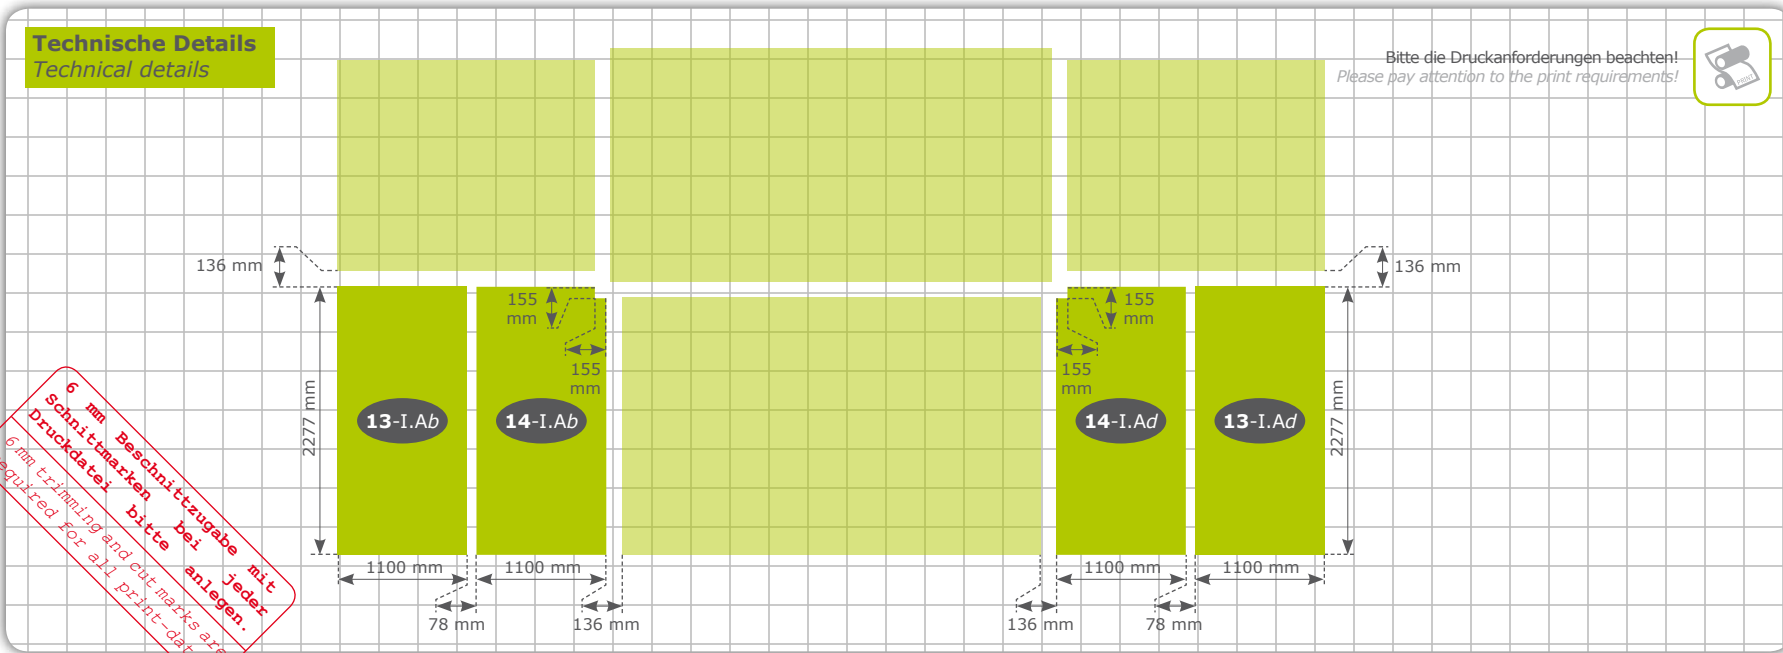 Technische Details
Technical details
Bitte die Druckanforderungen beachten!
Please pay attention to the print requirements!
PRINT
136 mm
136 mm
155
mm
155
mm
155
mm
155
mm
2277 mm
2277 mm
13-I.Ab
14-I.Ab
14-I.Ad
13-I.Ad
1100 mm
1100 mm
1100 mm
1100 mm
78 mm
136 mm
136 mm
78 mm
6 mm Beschnittzugabe mit
Schnittmarken bei jeder
Druckdatei bitte anlegen.
6 mm trimming and cut marks are
required for all print-dat